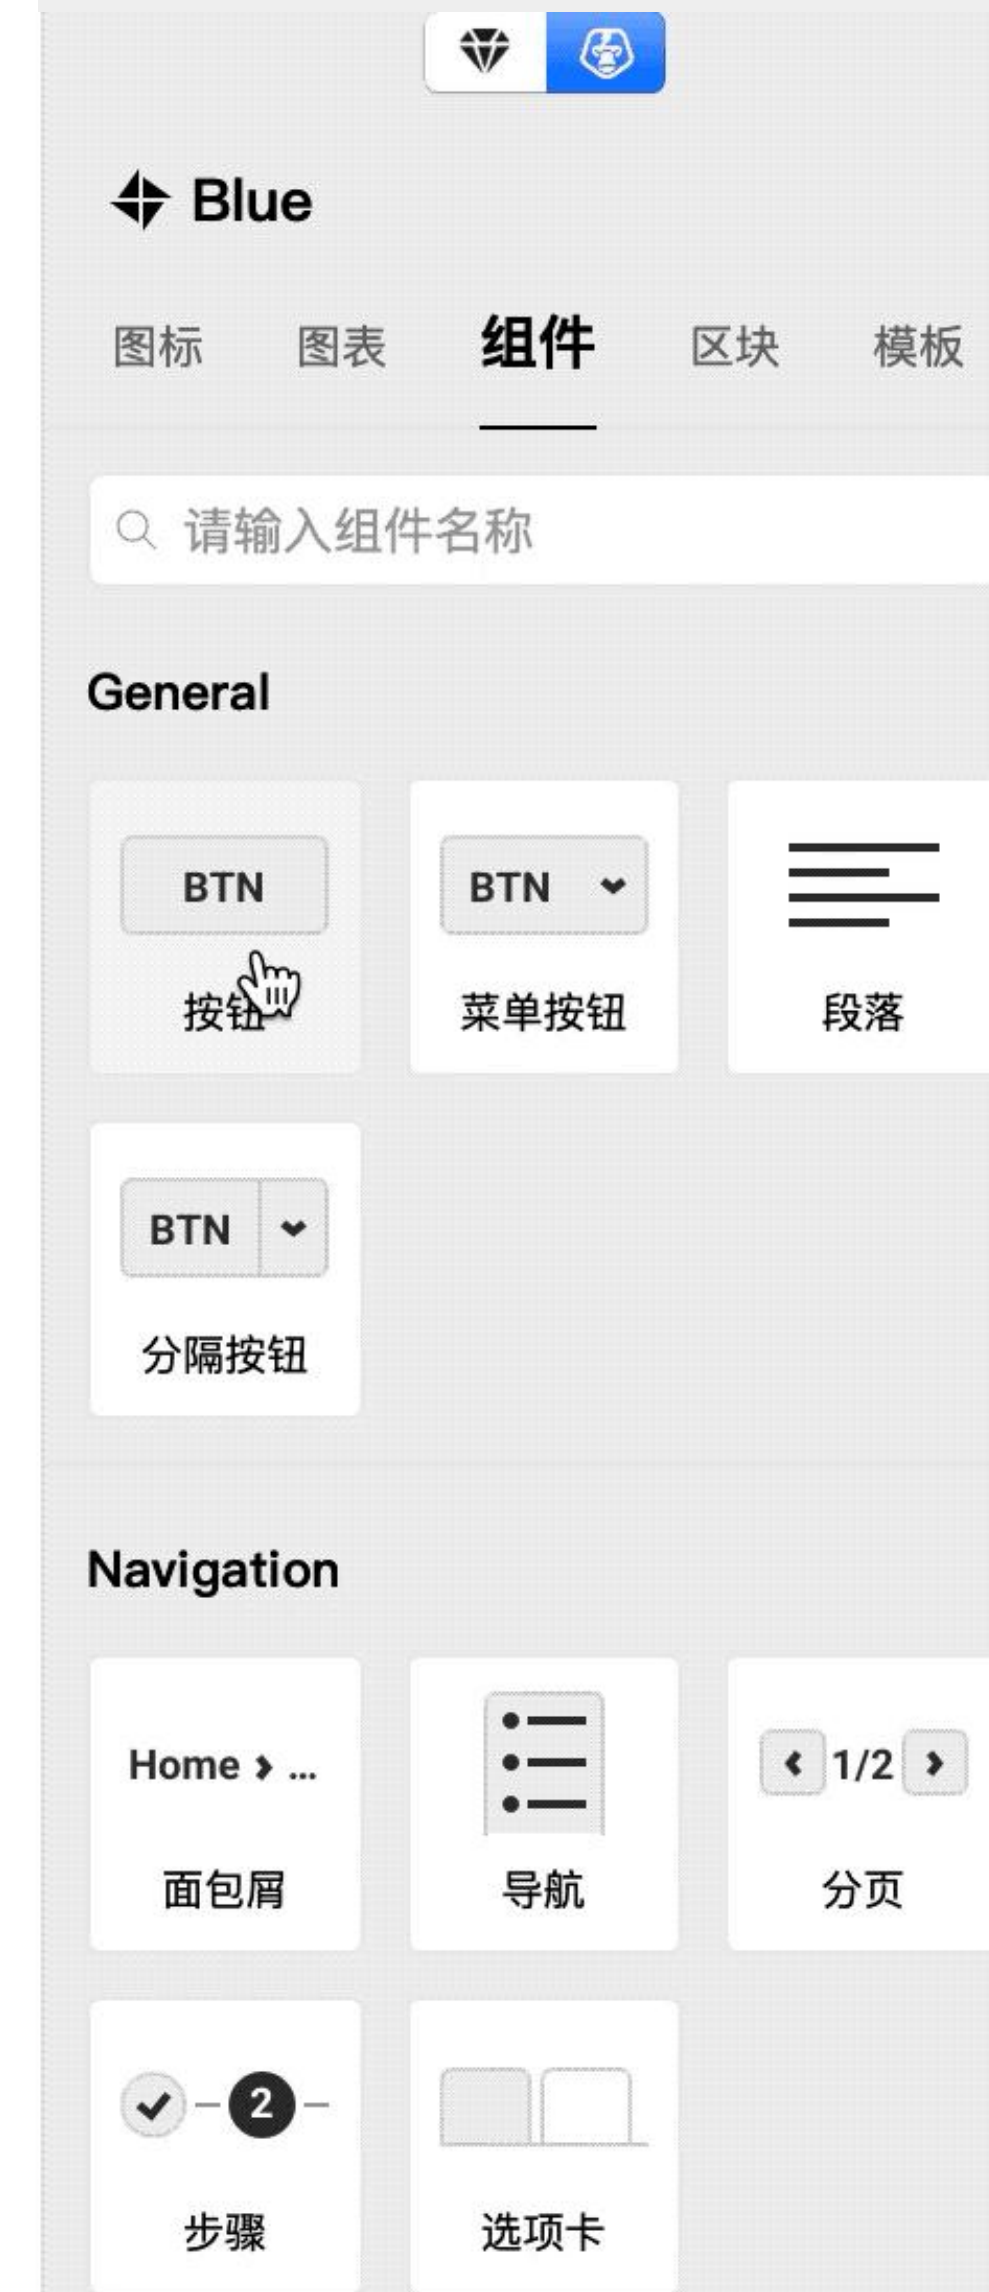 Blue
图标 图表 组件 区块 模板
请输入组件名称
General
BTN BTN
按钮 菜单按钮 段落
BTN
分隔按钮
Navigation
Home › ... 1/2
面包屑 导航 分页
2
步骤 选项卡